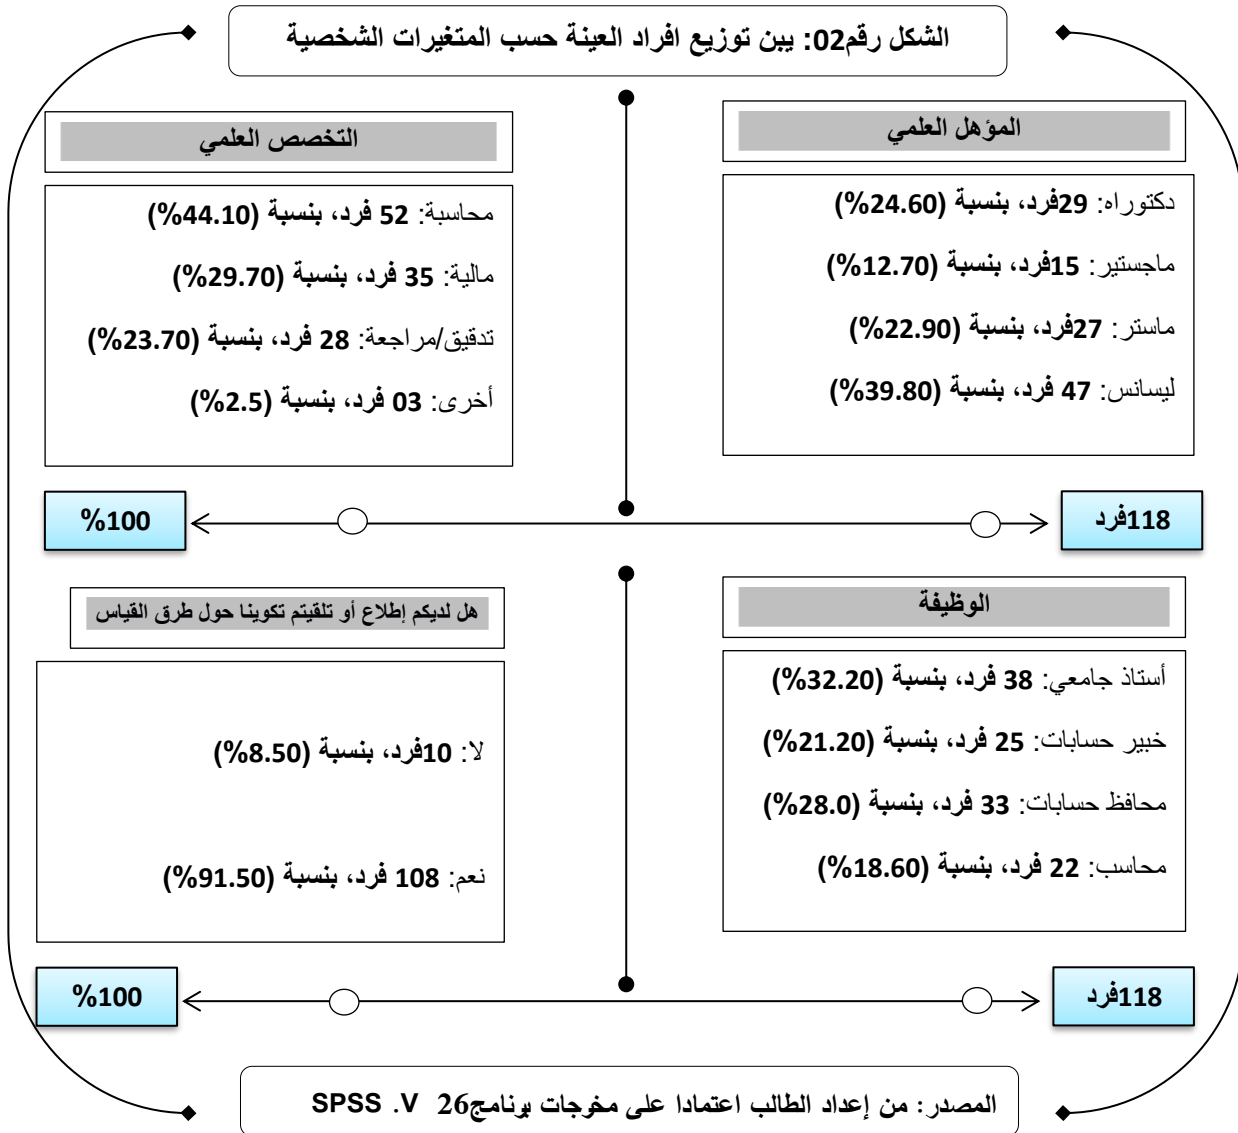 الشكل رقم02: يبن توزيع افراد العينة حسب المتغيرات الشخصية
المؤهل العلمي
دكتوراه: 29فرد، بنسبة (24.60%)
ماجستير: 15فرد، بنسبة (12.70%)
ماستر: 27فرد، بنسبة (22.90%)
ليسانس: 47 فرد، بنسبة (39.80%)
التخصص العلمي
محاسبة: 52 فرد، بنسبة (44.10%)
مالية: 35 فرد، بنسبة (29.70%)
تدقيق/مراجعة: 28 فرد، بنسبة (23.70%)
أخرى: 03 فرد، بنسبة (2.5%)
118فرد
100%
الوظيفة
أستاذ جامعي: 38 فرد، بنسبة (32.20%)
خبير حسابات: 25 فرد، بنسبة (21.20%)
محافظ حسابات: 33 فرد، بنسبة (28.0%)
محاسب: 22 فرد، بنسبة (18.60%)
هل لديكم إطلاع أو تلقيتم تكوينا حول طرق القياس
لا: 10فرد، بنسبة (8.50%)
نعم: 108 فرد، بنسبة (91.50%)
118فرد
100%
المصدر: من إعداد الطالب اعتمادا على مخرجات برنامج SPSS .V 26